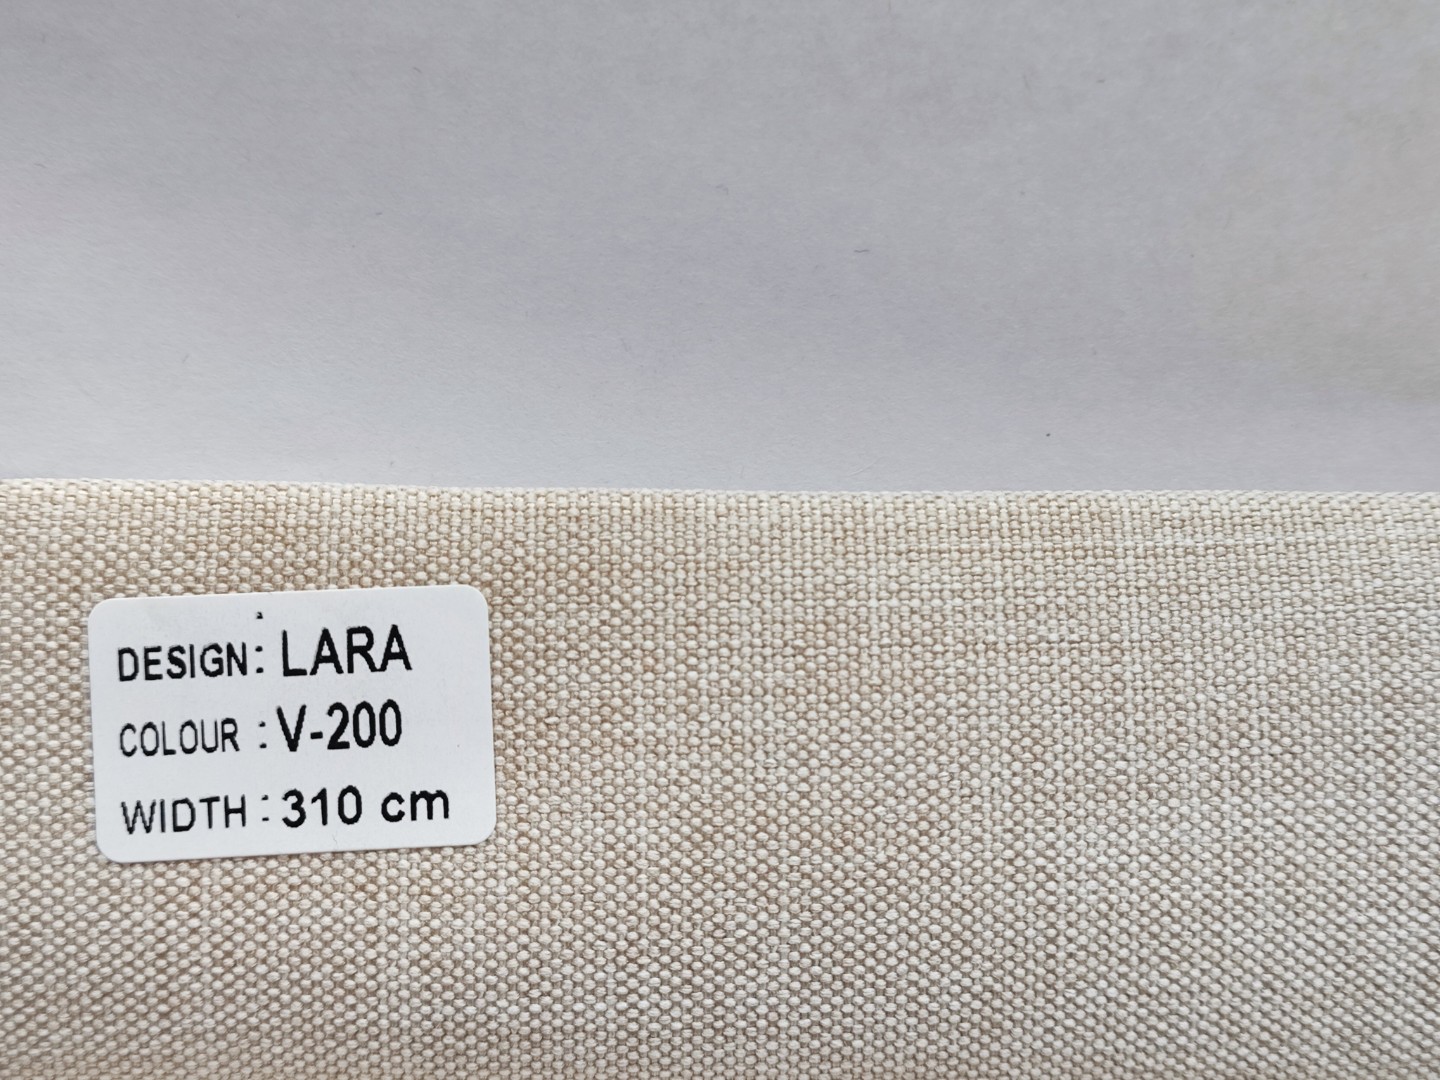 DESIGN: LARA
COLOUR : V-200
WIDTH : 310 cm